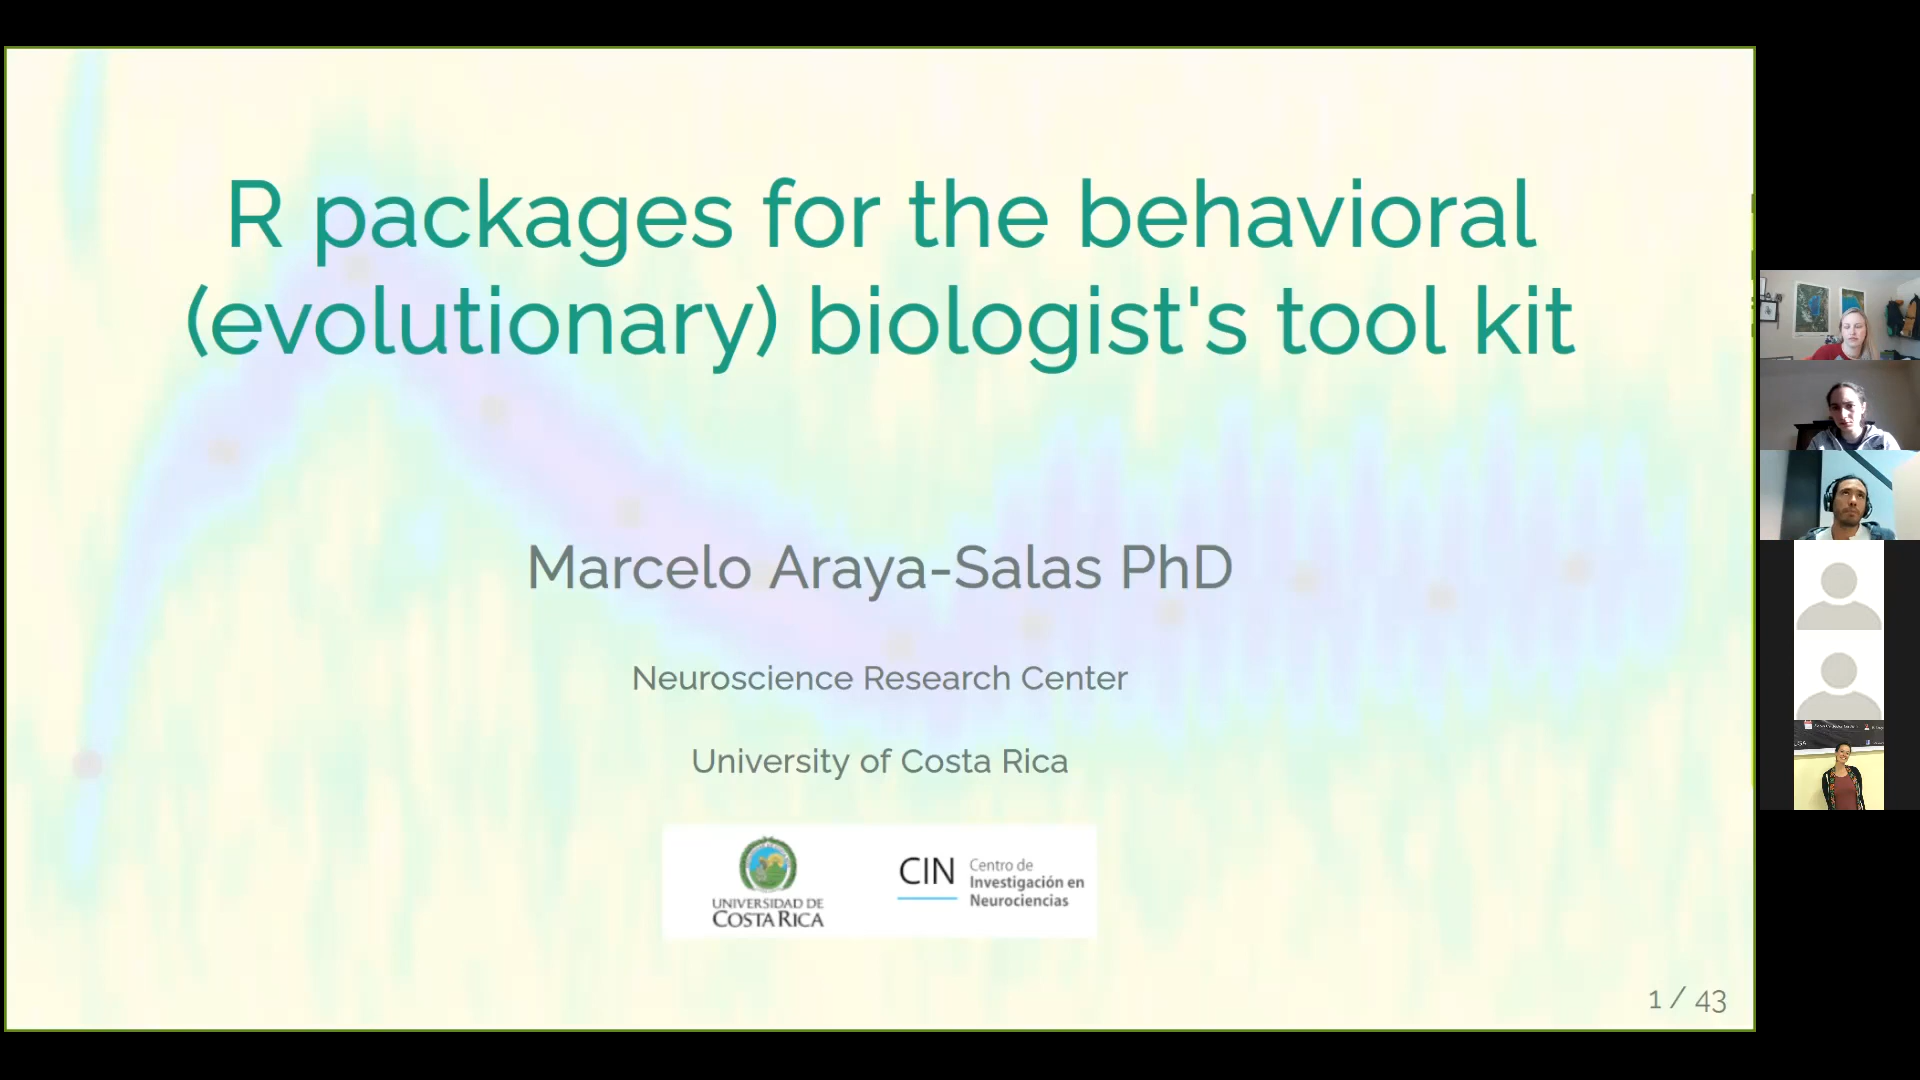 R packages for the behavioral
(evolutionary) biologist's tool kit
Marcelo Araya-Salas PhD
Neuroscience Research Center
University of Costa Rica
UNIVERSIDAD DE
COSTA RICA
CIN
Centro de
Investigación en
Neurociencias
1 / 43